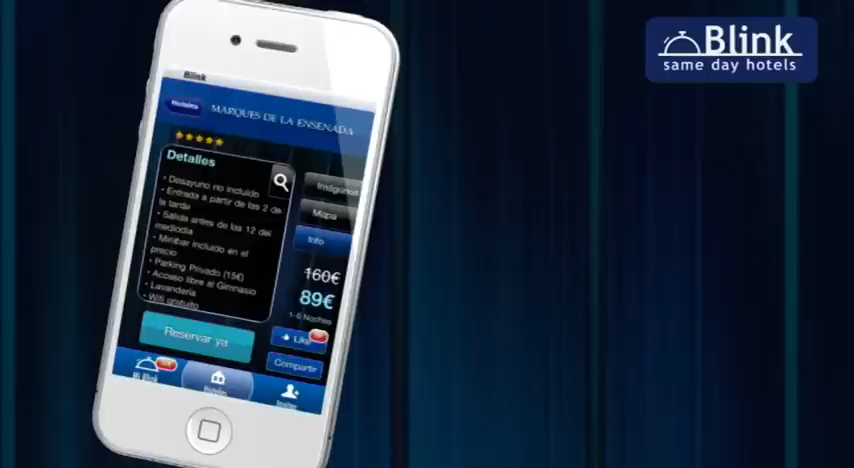 Blink
same day hotels
Blink
Hoteles
MARQUES DE LA ENSENADA
Detalles
• Desayuno no incluido
• Entrada a partir de las 2 de
la tarde
• Salida antes de las 12 del
mediodía
• Minibar incluido en el
precio
• Parking Privado (15€)
• Acceso libre al Gimnasio
• Lavandería
• Wifi gratuito
Imágenes
Mapa
Info
160€
89€
1-6 Noches
Reservar ya
Like
Compartir
Mi Blink
Hoteles
Invitar